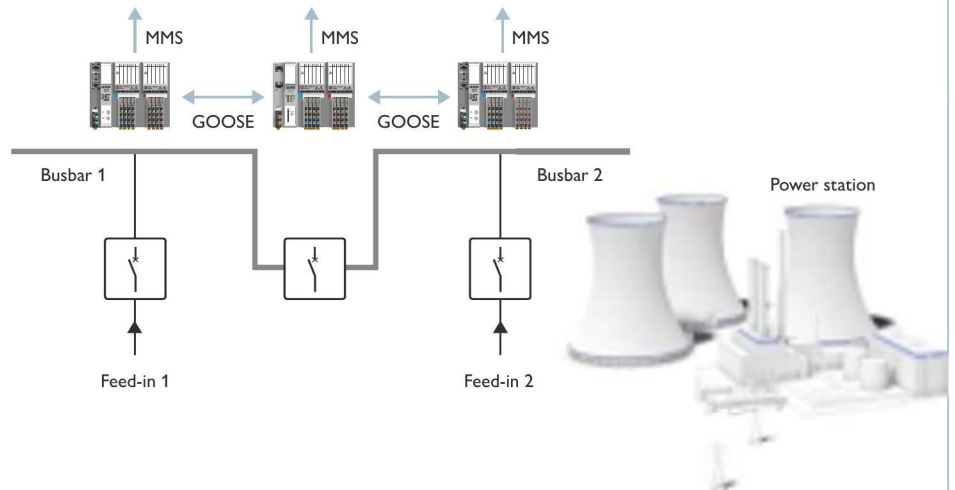 MMS
MMS
MMS
GOOSE
GOOSE
Busbar 1
Busbar 2
Power station
Feed-in 1
Feed-in 2